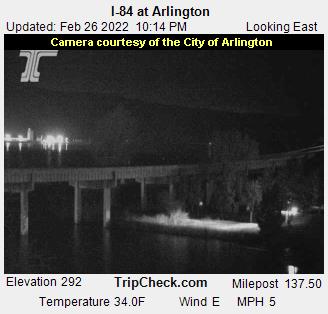 I-84 at Arlington
Updated: Feb 26 2022 10:14 PM Looking East
Camera courtesy of the City of Arlington
Elevation 292 TripCheck.com Milepost 137.50
Temperature 34.0F Wind E MPH 5